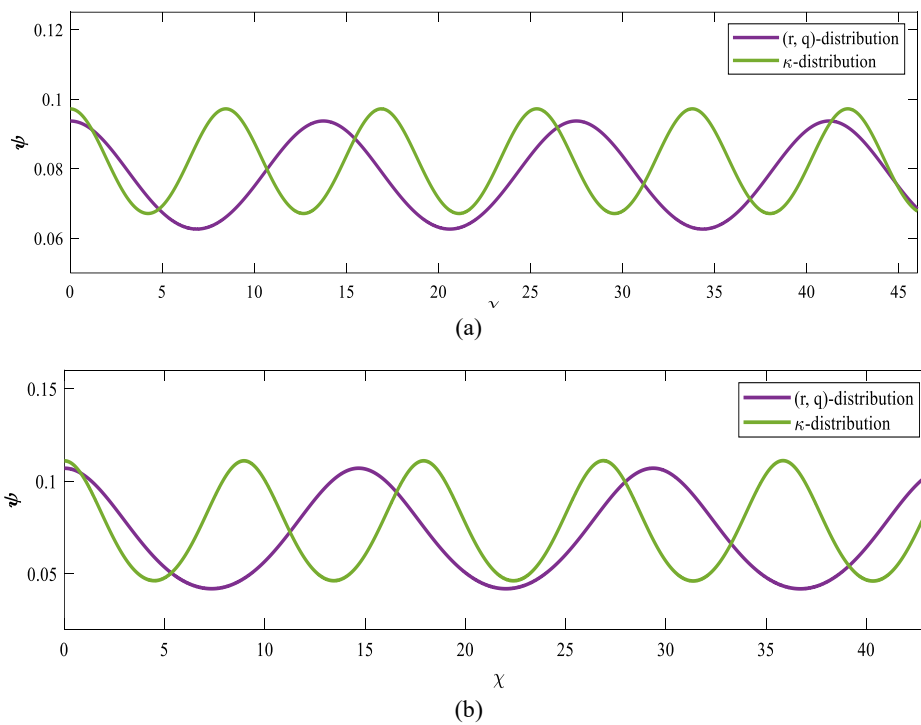 0.12
0.1
0.08
0.06
ψ
(r, q)-distribution
κ-distribution
0 5 10 15 20 25 30 35 40 45
(a)
0.15
0.1
0.05
ψ
(r, q)-distribution
κ-distribution
0 5 10 15 20 25 30 35 40
χ
(b)